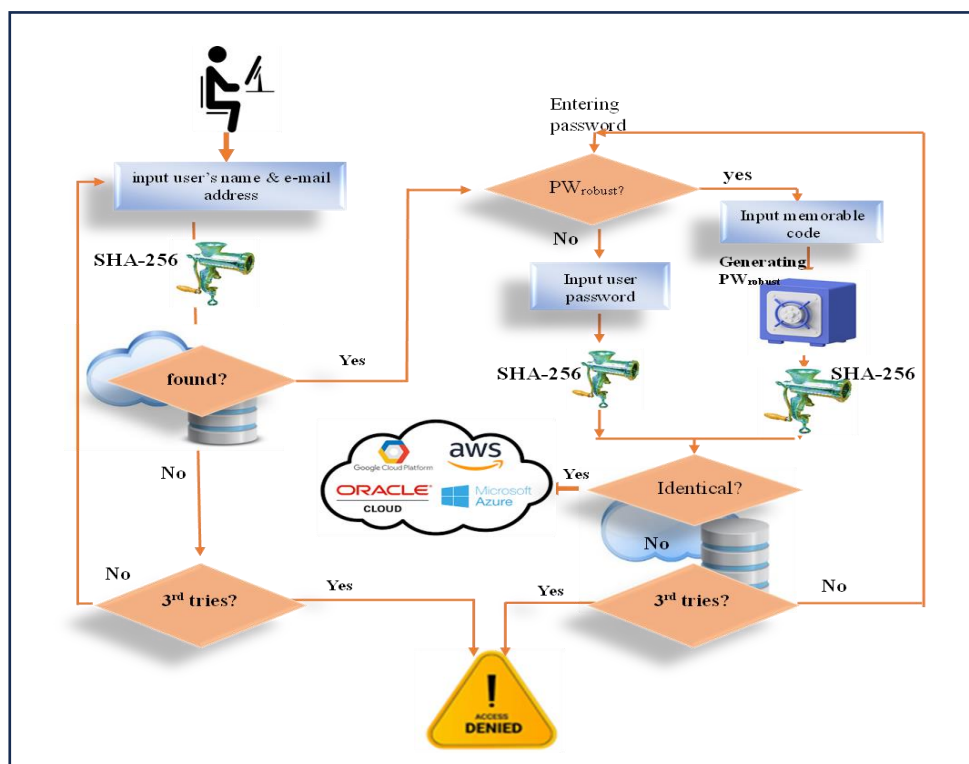 input user's name & e-mail
address
SHA-256
found?
Yes
No
No
3rd tries?
Yes
Entering
password
PWrobust?
yes
No
Input memorable
code
Generating
PWrobust
Input user
password
SHA-256
SHA-256
Identical?
Yes
Google Cloud Platform
aws
ORACLE
CLOUD
Microsoft
Azure
No
3rd tries?
Yes
No
!
ACCESS
DENIED